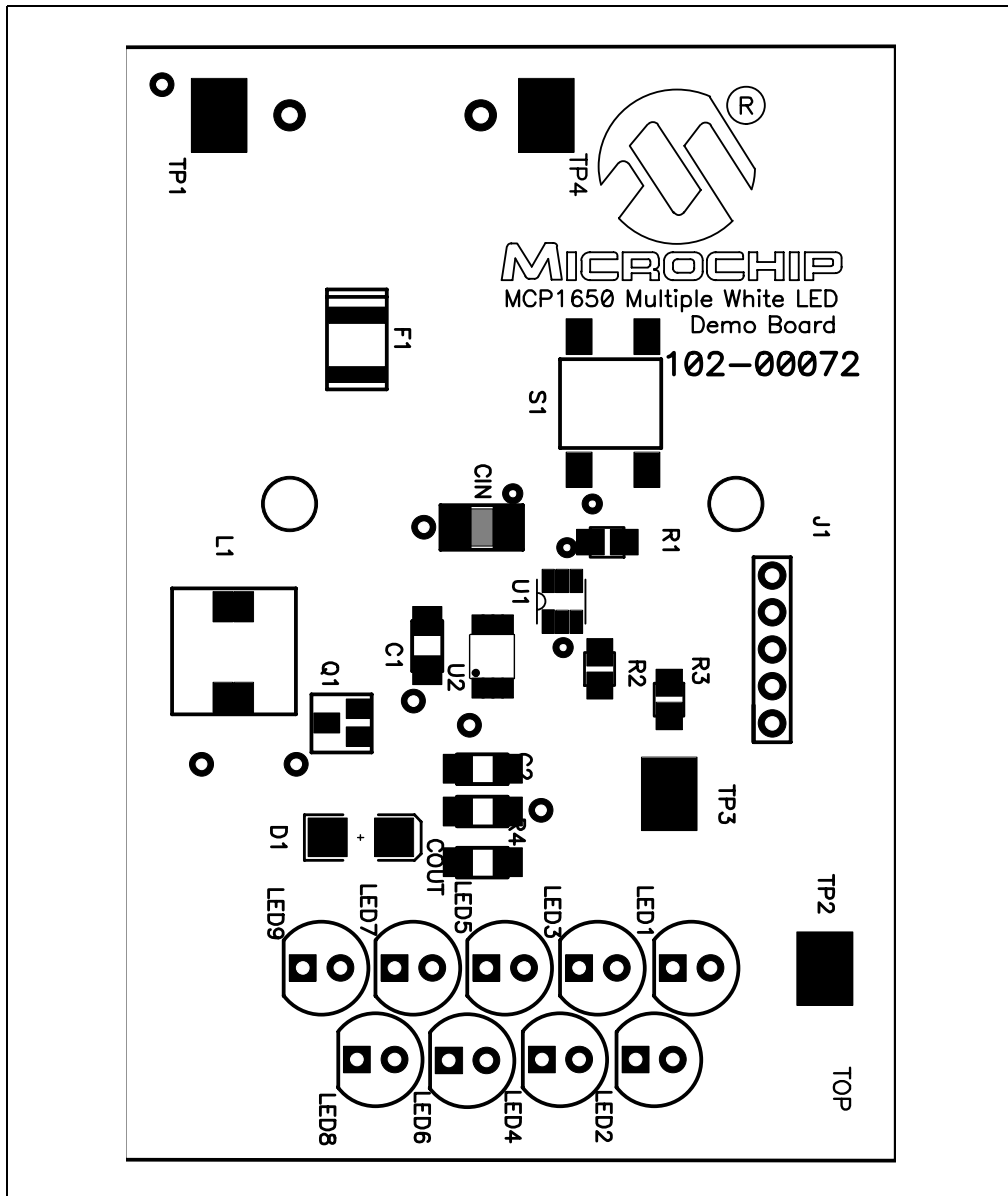 TP1
TP4
®
MICROCHIP
MCP1650 Multiple White LED
Demo Board
102-00072
F1
S1
CIN
R1
J1
L1
U1
C1
U2
Q1
R2
R3
C2
TP3
D1
R4
COUT
LED9
LED7
LED5
LED3
LED1
TP2
LED8
LED6
LED4
LED2
TOP